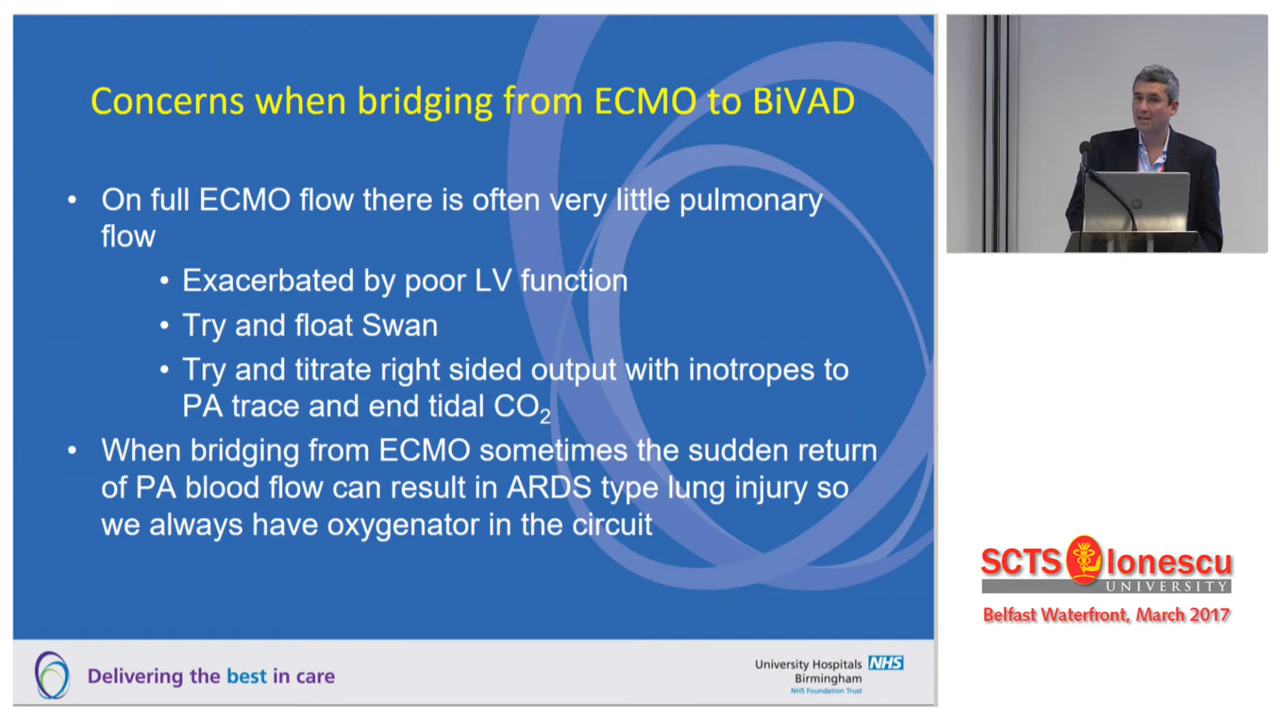 Concerns when bridging from ECMO to BiVAD
• On full ECMO flow there is often very little pulmonary
flow
• Exacerbated by poor LV function
• Try and float Swan
• Try and titrate right sided output with inotropes to
PA trace and end tidal CO₂
• When bridging from ECMO sometimes the sudden return
of PA blood flow can result in ARDS type lung injury so
we always have oxygenator in the circuit
Delivering the best in care
University Hospitals NHS
Birmingham
NHS Foundation Trust
SCTS Ionescu
UNIVERSITY
Belfast Waterfront, March 2017